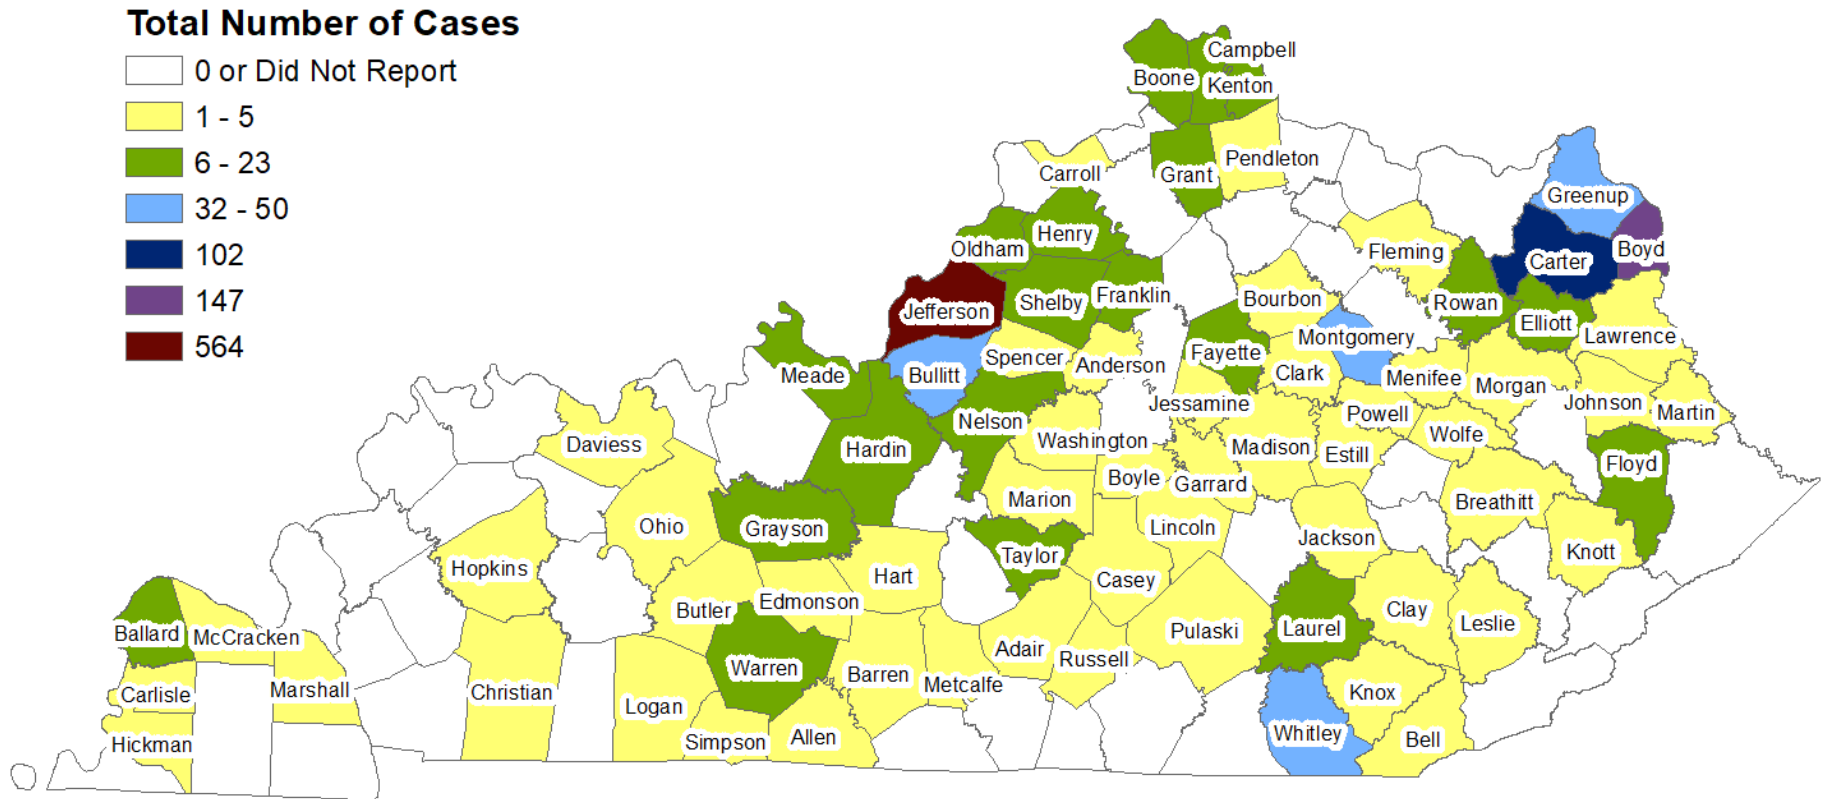 Total Number of Cases
0 or Did Not Report
1 - 5
6 - 23
32 - 50
102
147
564
Campbell
Boone
Kenton
Pendleton
Carroll
Grant
Greenup
Henry
Oldham
Fleming
Boyd
Carter
Franklin
Shelby
Bourbon
Rowan
Jefferson
Elliott
Lawrence
Montgomery
Spencer
Fayette
Anderson
Meade
Bullitt
Clark
Menifee
Morgan
Jessamine
Johnson
Martin
Powell
Nelson
Washington
Wolfe
Daviess
Hardin
Madison
Estill
Floyd
Boyle
Garrard
Marion
Breathitt
Ohio
Grayson
Lincoln
Jackson
Knott
Taylor
Hopkins
Hart
Casey
Edmonson
Butler
Clay
Leslie
Ballard
McCracken
Pulaski
Laurel
Adair
Russell
Warren
Barren
Metcalfe
Carlisle
Marshall
Christian
Knox
Logan
Whitley
Hickman
Simpson
Allen
Bell